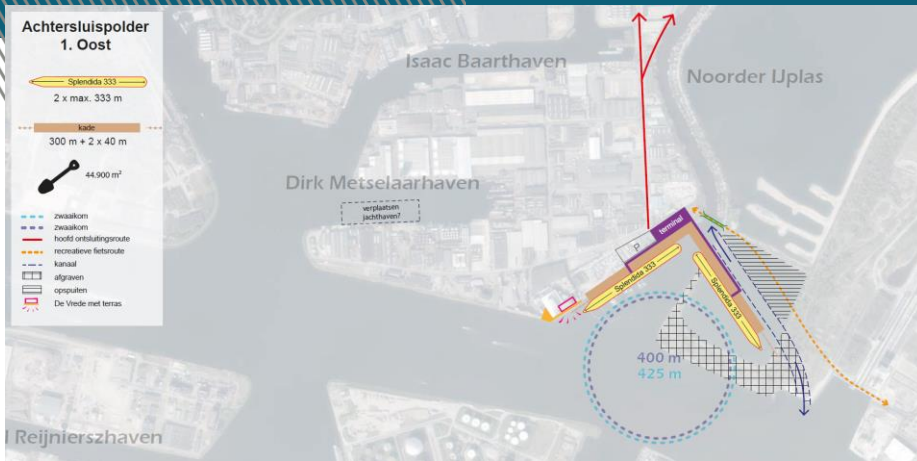 Achtersluispolder
1. Oost
Splendida 333
2 x max. 333 m
kade
300 m + 2 x 40 m
44.900 m²
zwaaikom
zwaaikom
hoofd ontsluitingsroute
recreatieve fietsroute
kanaal
afgraven
opspuiten
De Vrede met terras
Isaac Baarthaven
Noorder IJplas
Dirk Metselaarhaven
verplaatsen
jachthaven?
terminal
P
Splendida 333
Splendida 333
400 m
425 m
Reijnierszhaven